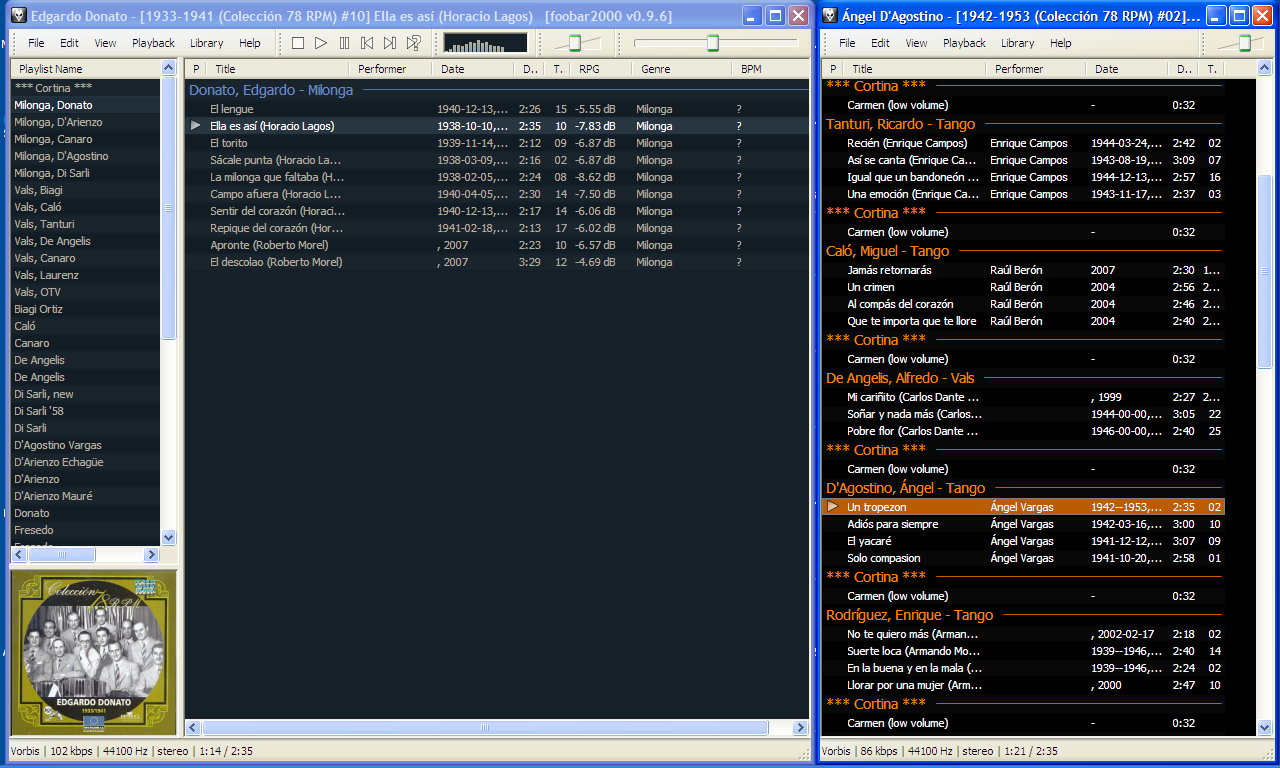 Edgardo Donato - [1933-1941 (Colección 78 RPM) #10] Ella es así (Horacio Lagos) [foobar2000 v0.9.6]
File Edit View Playback Library Help
Playlist Name
*** Cortina ***
Milonga, Donato
Milonga, D'Arienzo
Milonga, Canaro
Milonga, D'Agostino
Milonga, Di Sarli
Vals, Biagi
Vals, Caló
Vals, Tanturi
Vals, De Angelis
Vals, Canaro
Vals, Laurenz
Vals, OTV
Biagi Ortiz
Caló
Canaro
De Angelis
De Angelis
Di Sarli, new
Di Sarli '58
Di Sarli
D'Agostino Vargas
D'Arienzo Echagüe
D'Arienzo
D'Arienzo Mauré
Donato
Fresedo
Colección
78 RPM
EDGARDO DONATO
1933/1941
P Title Performer Date D.. T. RPG Genre BPM
Donato, Edgardo - Milonga
El lengue 1940-12-13,... 2:26 15 -5.55 dB Milonga ?
Ella es así (Horacio Lagos) 1938-10-10,... 2:35 10 -7.83 dB Milonga ?
El torito 1939-11-14,... 2:12 09 -6.87 dB Milonga ?
Sácale punta (Horacio La... 1938-03-09,... 2:16 02 -6.87 dB Milonga ?
La milonga que faltaba (H... 1938-02-05,... 2:24 08 -8.62 dB Milonga ?
Campo afuera (Horacio L... 1940-04-05,... 2:30 14 -7.50 dB Milonga ?
Sentir del corazón (Horaci... 1940-12-13,... 2:17 14 -6.06 dB Milonga ?
Repique del corazón (Hor... 1941-02-18,... 2:13 17 -6.02 dB Milonga ?
Apronte (Roberto Morel) , 2007 2:23 10 -6.57 dB Milonga ?
El descolao (Roberto Morel) , 2007 3:29 12 -4.69 dB Milonga ?
Vorbis | 102 kbps | 44100 Hz | stereo | 1:14 / 2:35
Ángel D'Agostino - [1942-1953 (Colección 78 RPM) #02]...
File Edit View Playback Library Help
P Title Performer Date D.. T.
*** Cortina ***
Carmen (low volume) - 0:32
Tanturi, Ricardo - Tango
Recién (Enrique Campos) Enrique Campos 1944-03-24,... 2:42 02
Así se canta (Enrique Ca... Enrique Campos 1943-08-19,... 3:09 07
Igual que un bandoneón ... Enrique Campos 1944-12-13,... 2:57 16
Una emoción (Enrique Ca... Enrique Campos 1943-11-17,... 2:37 03
*** Cortina ***
Carmen (low volume) - 0:32
Caló, Miguel - Tango
Jamás retornarás Raúl Berón 2007 2:30 1...
Un crimen Raúl Berón 2004 2:56 2...
Al compás del corazón Raúl Berón 2004 2:46 2...
Que te importa que te llore Raúl Berón 2004 2:40 2...
*** Cortina ***
Carmen (low volume) - 0:32
De Angelis, Alfredo - Vals
Mi cariñito (Carlos Dante ... , 1999 2:27 2...
Soñar y nada más (Carlos... 1944-00-00,... 3:05 22
Pobre flor (Carlos Dante ... 1946-00-00,... 2:40 25
*** Cortina ***
Carmen (low volume) - 0:32
D'Agostino, Ángel - Tango
Un tropezon Ángel Vargas 1942--1953,... 2:35 02
Adiós para siempre Ángel Vargas 1942-03-16,... 3:00 10
El yacaré Ángel Vargas 1941-12-12,... 3:07 09
Solo compasion Ángel Vargas 1941-10-20,... 2:58 01
*** Cortina ***
Carmen (low volume) - 0:32
Rodríguez, Enrique - Tango
No te quiero más (Arman... , 2002-02-17 2:18 02
Suerte loca (Armando Mo... 1939--1946,... 2:40 14
En la buena y en la mala (... 1939--1946,... 2:24 02
Llorar por una mujer (Arm... , 2000 2:47 10
*** Cortina ***
Carmen (low volume) - 0:32
Vorbis | 86 kbps | 44100 Hz | stereo | 1:21 / 2:35